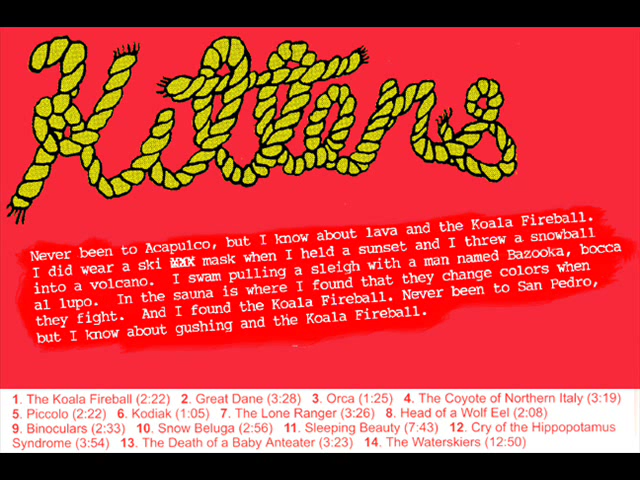 Kittens
Never been to Acapulco, but I know about lava and the Koala Fireball.
I did wear a ski mask when I held a sunset and I threw a snowball
into a volcano. I swam pulling a sleigh with a man named Bazooka, bocca
al lupo. In the sauna is where I found that they change colors when
they fight. And I found the Koala Fireball. Never been to San Pedro,
but I know about gushing and the Koala Fireball.
1. The Koala Fireball (2:22) 2. Great Dane (3:28) 3. Orca (1:25) 4. The Coyote of Northern Italy (3:19)
5. Piccolo (2:22) 6. Kodiak (1:05) 7. The Lone Ranger (3:26) 8. Head of a Wolf Eel (2:08)
9. Binoculars (2:33) 10. Snow Beluga (2:56) 11. Sleeping Beauty (7:43) 12. Cry of the Hippopotamus
Syndrome (3:54) 13. The Death of a Baby Anteater (3:23) 14. The Waterskiers (12:50)